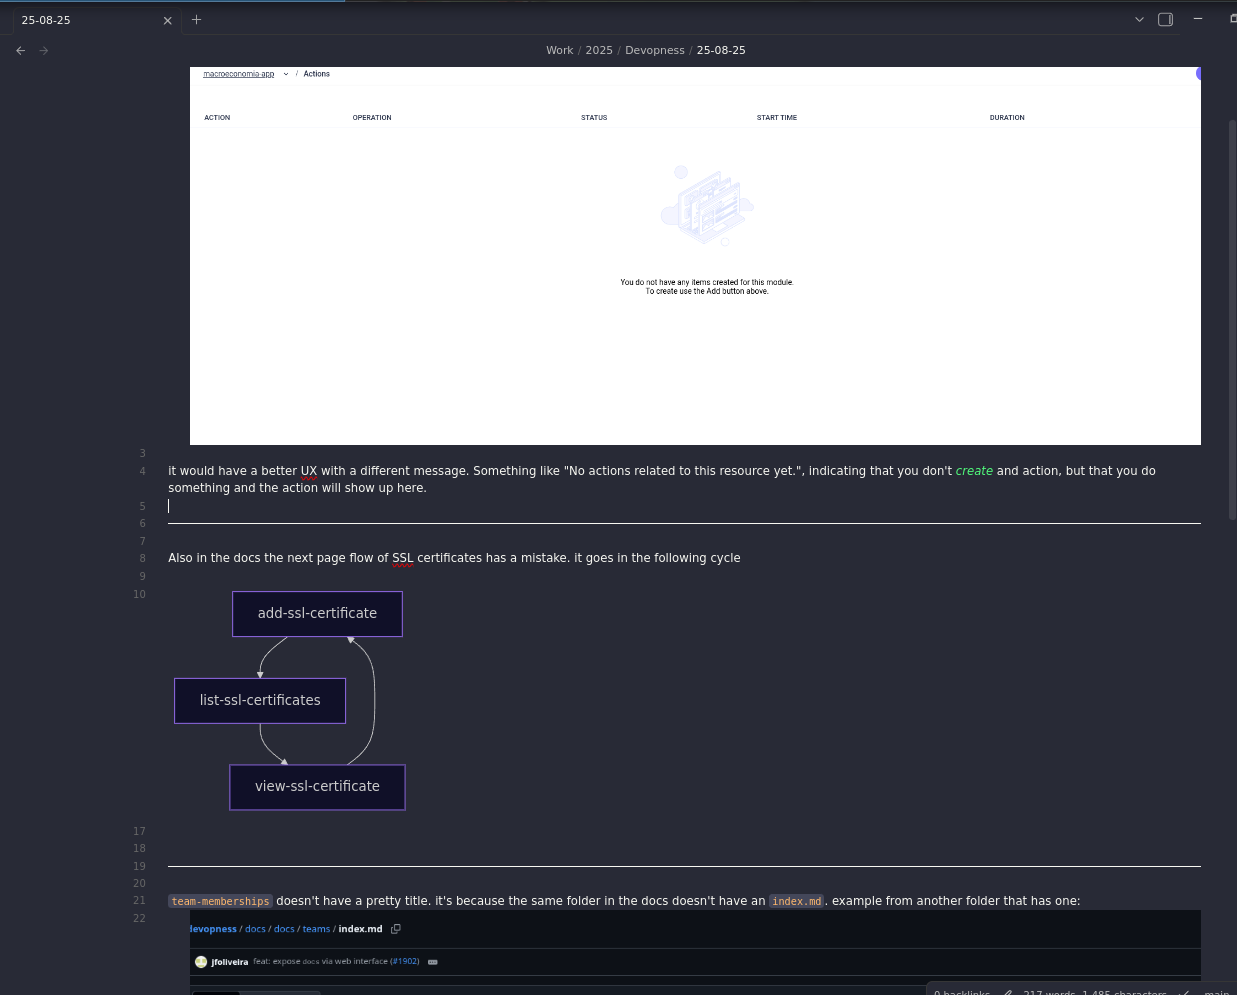 25-08-25
Work / 2025 / Devopness / 25-08-25
macroeconomia-app / Actions
ACTION OPERATION STATUS START TIME DURATION
You do not have any items created for this module.
To create use the Add button above.
3
4 it would have a better UX with a different message. Something like "No actions related to this resource yet.", indicating that you don't create and action, but that you do
something and the action will show up here.
5
6
7
8 Also in the docs the next page flow of SSL certificates has a mistake. it goes in the following cycle
9
10
add-ssl-certificate
list-ssl-certificates
view-ssl-certificate
17
18
19
20
21 team-memberships doesn't have a pretty title. it's because the same folder in the docs doesn't have an index.md. example from another folder that has one:
22
devopness / docs / docs / teams / index.md
jfoliveira feat: expose docs via web interface (#1902)
0 backlinks 217 words 1,485 characters main